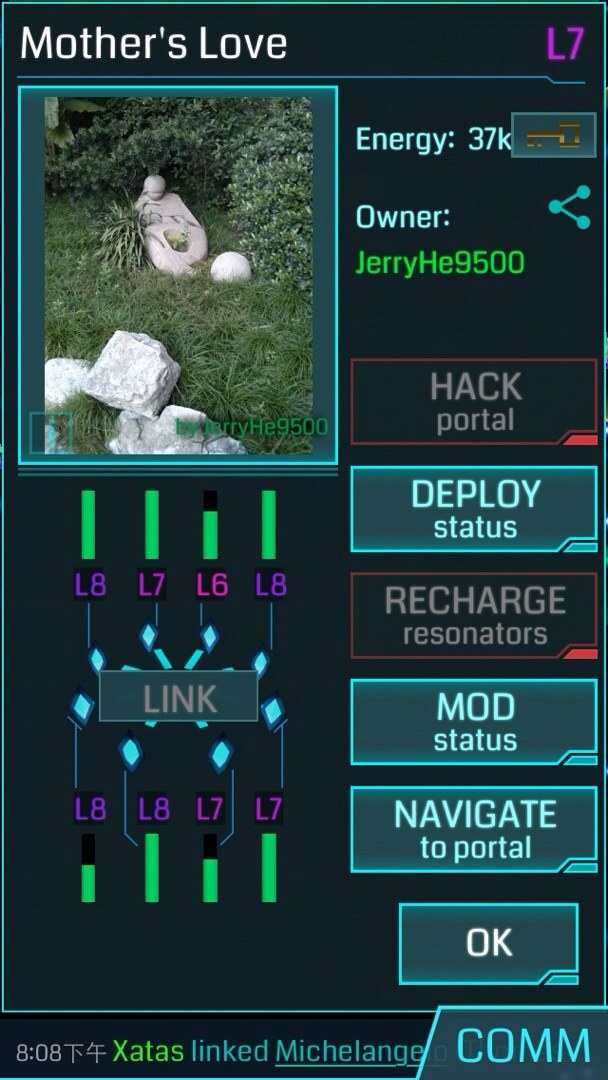 Mother's Love L7
Energy: 37k
Owner:
JerryHe9500
by JerryHe9500
HACK
portal
DEPLOY
status
RECHARGE
resonators
MOD
status
NAVIGATE
to portal
OK
L8 L7 L6 L8
LINK
L8 L8 L7 L7
8:08下午 Xatas linked Michelangelo
COMM